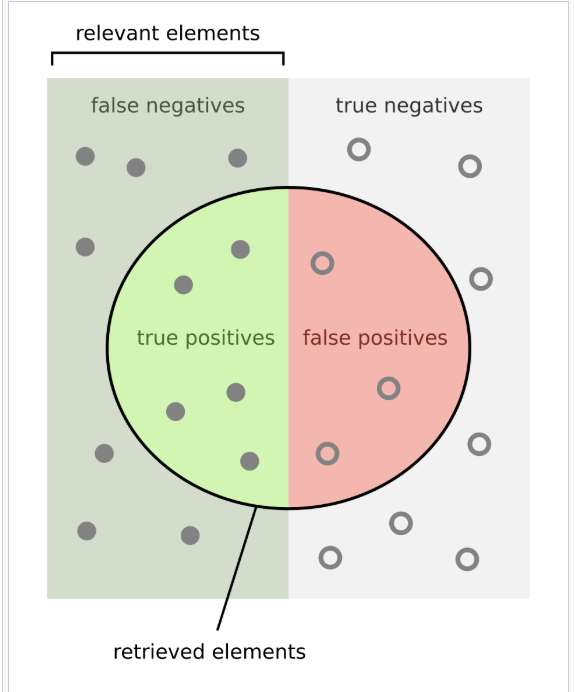 relevant elements
false negatives
true negatives
true positives
false positives
retrieved elements